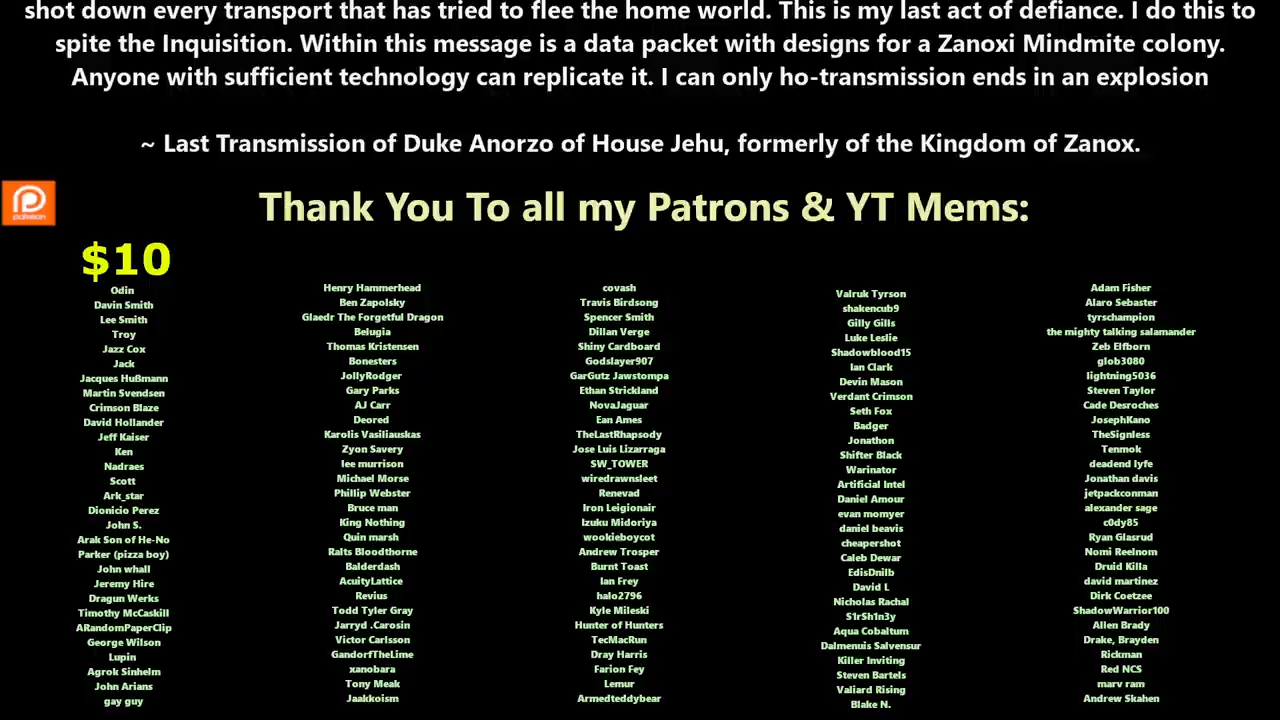 shot down every transport that has tried to flee the home world. This is my last act of defiance. I do this to
spite the Inquisition. Within this message is a data packet with designs for a Zanoxi Mindmite colony.
Anyone with sufficient technology can replicate it. I can only ho-transmission ends in an explosion
~ Last Transmission of Duke Anorzo of House Jehu, formerly of the Kingdom of Zanox.
patreon
Thank You To all my Patrons & YT Mems:
$10
Odin
Davin Smith
Lee Smith
Troy
Jazz Cox
Jack
Jacques Hußmann
Martin Svendsen
Crimson Blaze
David Hollander
Jeff Kaiser
Ken
Nadraes
Scott
Ark_star
Dionicio Perez
John S.
Arak Son of He-No
Parker (pizza boy)
John whall
Jeremy Hire
Dragun Werks
Timothy McCaskill
ARandomPaperClip
George Wilson
Lupin
Agrok Sinhelm
John Arians
gay guy
Henry Hammerhead
Ben Zapolsky
Glaedr The Forgetful Dragon
Belugia
Thomas Kristensen
Bonesters
JollyRodger
Gary Parks
AJ Carr
Deored
Karolis Vasiliauskas
Zyon Savery
lee murrison
Michael Morse
Phillip Webster
Bruce man
King Nothing
Quin marsh
Ralts Bloodthorne
Balderdash
AcuityLattice
Revius
Todd Tyler Gray
Jarryd .Carosin
Victor Carlsson
GandorfTheLime
xanobara
Tony Meak
Jaakkoism
covash
Travis Birdsong
Spencer Smith
Dillan Verge
Shiny Cardboard
Godslayer907
GarGutz Jawstompa
Ethan Strickland
NovaJaguar
Ean Ames
TheLastRhapsody
Jose Luis Lizarraga
SW_TOWER
wiredrawnsleet
Renevad
Iron Leigionair
Izuku Midoriya
wookieboycot
Andrew Trosper
Burnt Toast
Ian Frey
halo2796
Kyle Mileski
Hunter of Hunters
TecMacRun
Dray Harris
Farion Fey
Lemur
Armedteddybear
Valruk Tyrson
shakencub9
Gilly Gills
Luke Leslie
Shadowblood15
Ian Clark
Devin Mason
Verdant Crimson
Seth Fox
Badger
Jonathon
Shifter Black
Warinator
Artificial Intel
Daniel Amour
evan momyer
daniel beavis
cheapershot
Caleb Dewar
EdisDnilb
David L
Nicholas Rachal
S1rSh1n3y
Aqua Cobaltum
Dalmenuis Salvensur
Killer Inviting
Steven Bartels
Valiard Rising
Blake N.
Adam Fisher
Alaro Sebaster
tyrschampion
the mighty talking salamander
Zeb Elfborn
glob3080
lightning5036
Steven Taylor
Cade Desroches
JosephKano
TheSignless
Tenmok
deadend lyfe
Jonathan davis
jetpackconman
alexander sage
c0dy85
Ryan Glasrud
Nomi Reelnom
Druid Killa
david martinez
Dirk Coetzee
ShadowWarrior100
Allen Brady
Drake, Brayden
Rickman
Red NCS
marv ram
Andrew Skahen